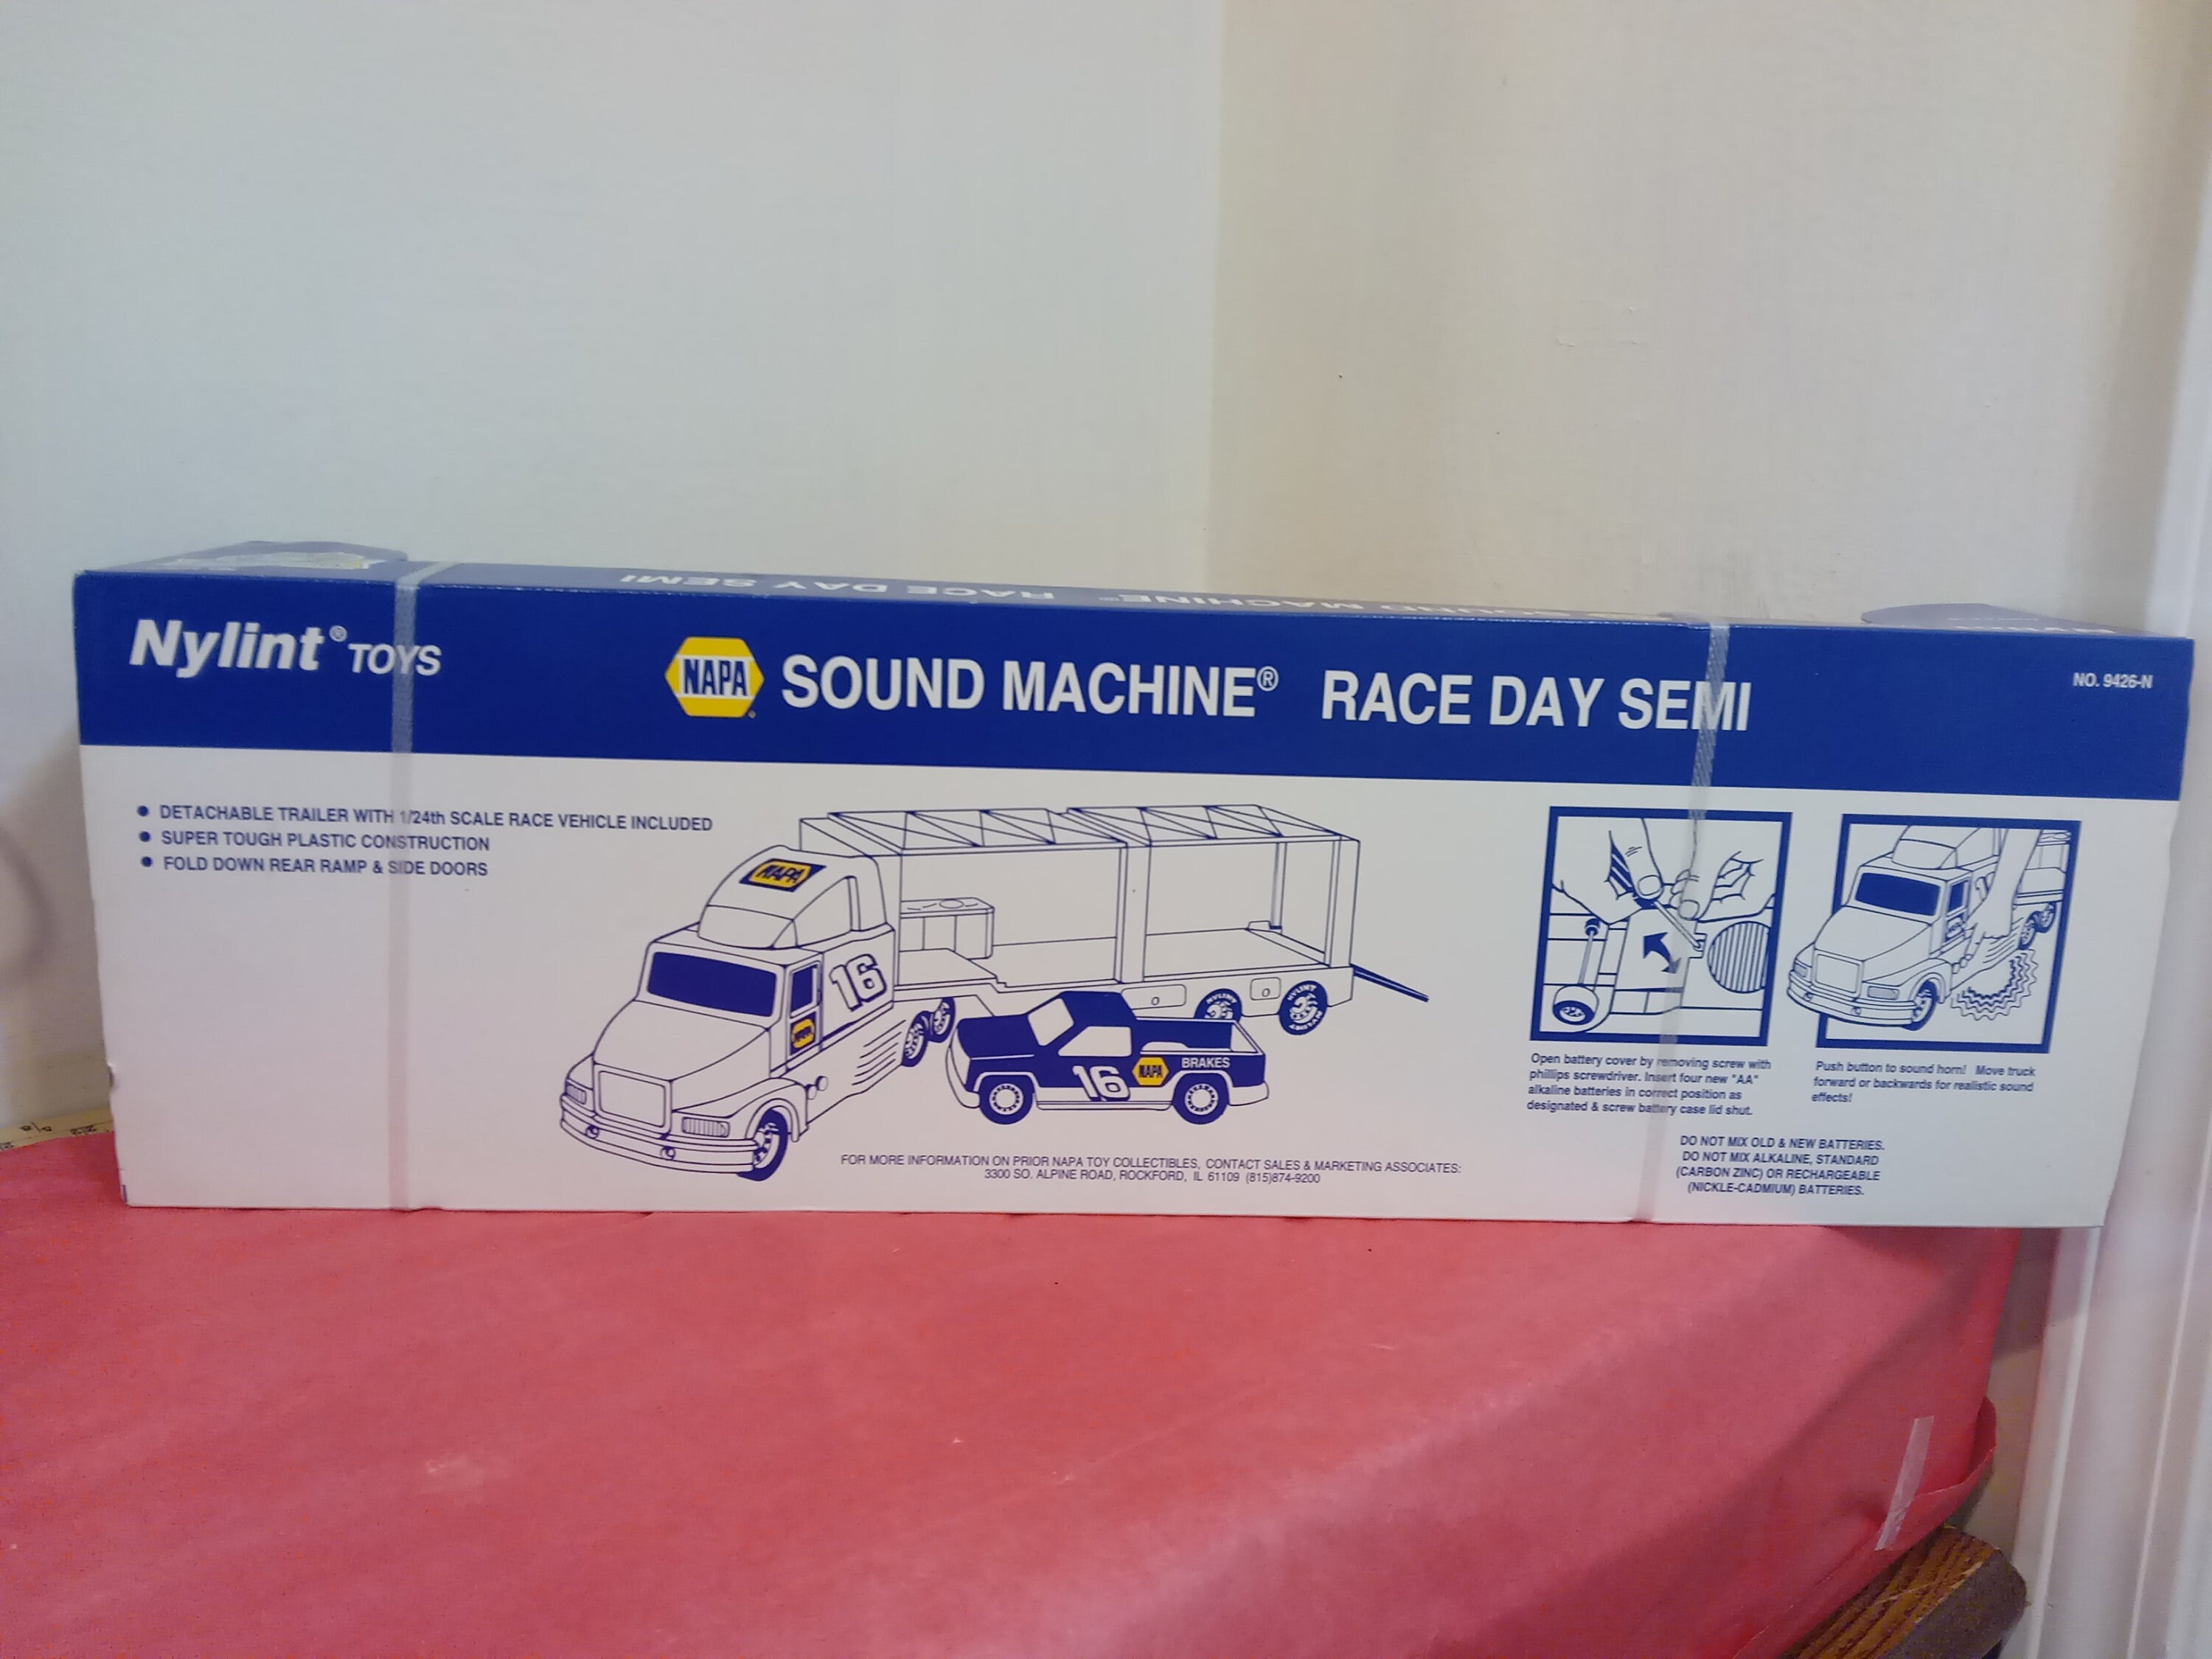 RACE DAY SEMI
SOUND MACHINE
Nylint® TOYS
NAPA SOUND MACHINE® RACE DAY SEMI
NO. 9426-N
• DETACHABLE TRAILER WITH 1/24th SCALE RACE VEHICLE INCLUDED
• SUPER TOUGH PLASTIC CONSTRUCTION
• FOLD DOWN REAR RAMP & SIDE DOORS
NAPA
16
NAPA
NYLINT
NYLINT
NYLINT
16 NAPA BRAKES
Open battery cover by removing screw with
phillips screwdriver. Insert four new "AA"
alkaline batteries in correct position as
designated & screw battery case lid shut.
Push button to sound horn! Move truck
forward or backwards for realistic sound
effects!
DO NOT MIX OLD & NEW BATTERIES.
DO NOT MIX ALKALINE, STANDARD
(CARBON ZINC) OR RECHARGEABLE
(NICKLE-CADMIUM) BATTERIES.
FOR MORE INFORMATION ON PRIOR NAPA TOY COLLECTIBLES, CONTACT SALES & MARKETING ASSOCIATES:
3300 SO. ALPINE ROAD, ROCKFORD, IL 61109 (815)874-9200